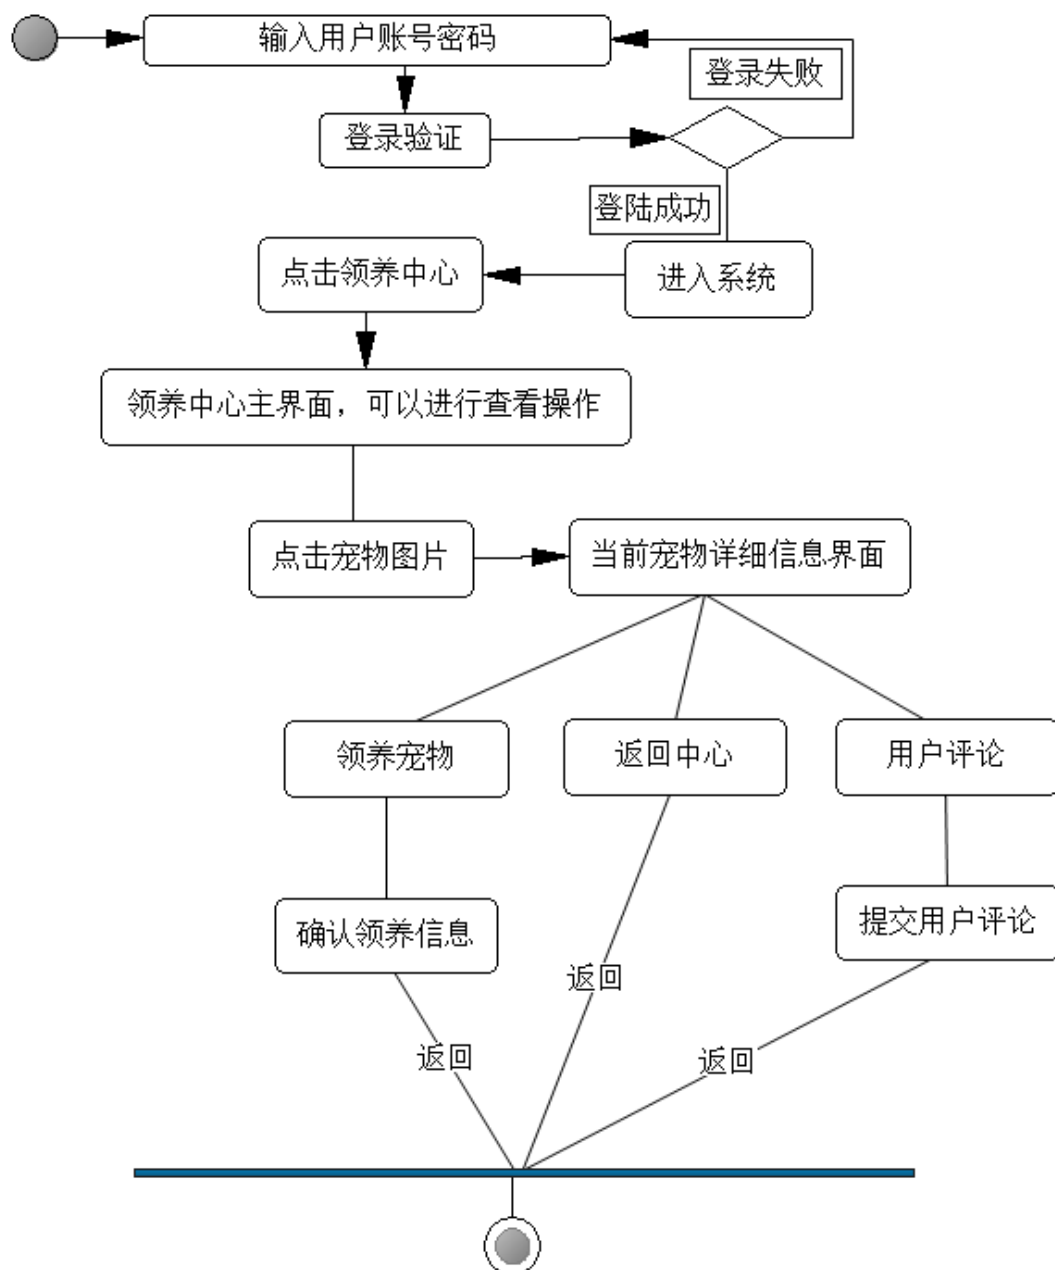 输入用户账号密码
登录失败
登录验证
登陆成功
点击领养中心
进入系统
领养中心主界面，可以进行查看操作
点击宠物图片
当前宠物详细信息界面
领养宠物
返回中心
用户评论
确认领养信息
提交用户评论
返回
返回
返回